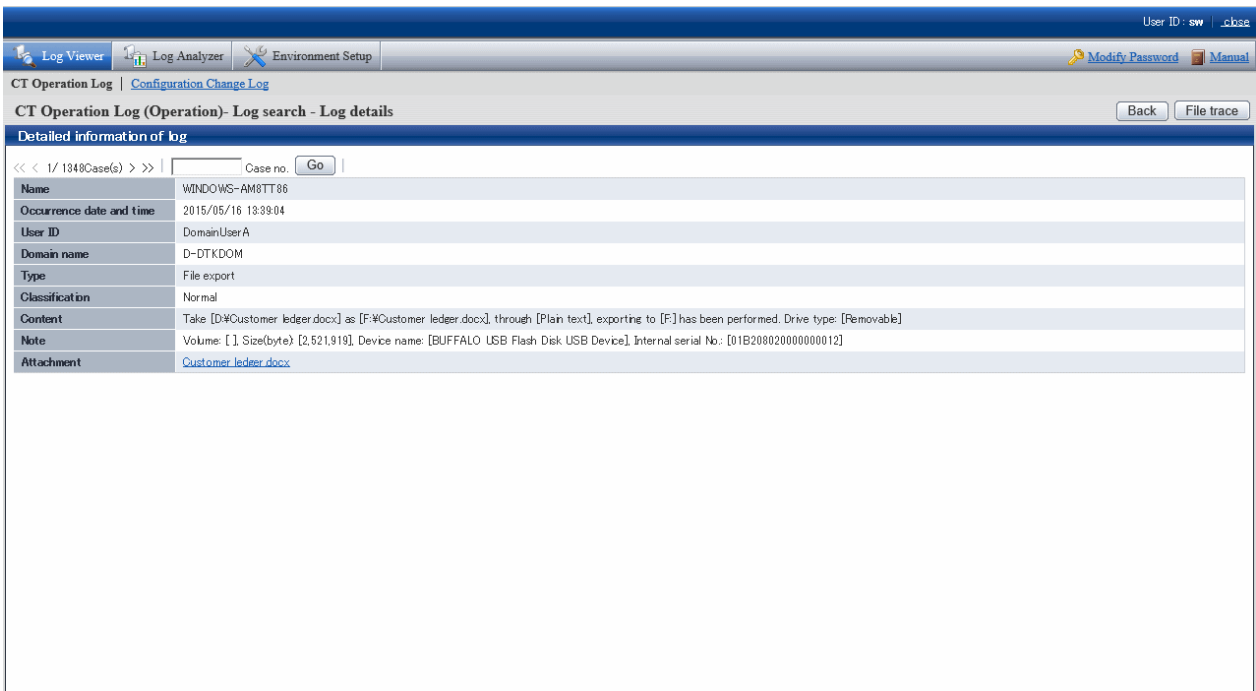 User ID : sw | close
Log Viewer Log Analyzer Environment Setup Modify Password Manual
CT Operation Log | Configuration Change Log
CT Operation Log (Operation)- Log search - Log details Back File trace
Detailed information of log
<< < 1/ 1348Case(s) > >> | Case no. Go |
Name WINDOWS-AM8TT86
Occurrence date and time 2015/05/16 13:39:04
User ID DomainUserA
Domain name D-DTKDOM
Type File export
Classification Normal
Content Take [D:¥Customer ledger.docx] as [F:¥Customer ledger.docx], through [Plain text], exporting to [F:] has been performed. Drive type: [Removable]
Note Volume: [ ], Size(byte): [2,521,919], Device name: [BUFFALO USB Flash Disk USB Device], Internal serial No.: [01B208020000000012]
Attachment Customer ledger.docx